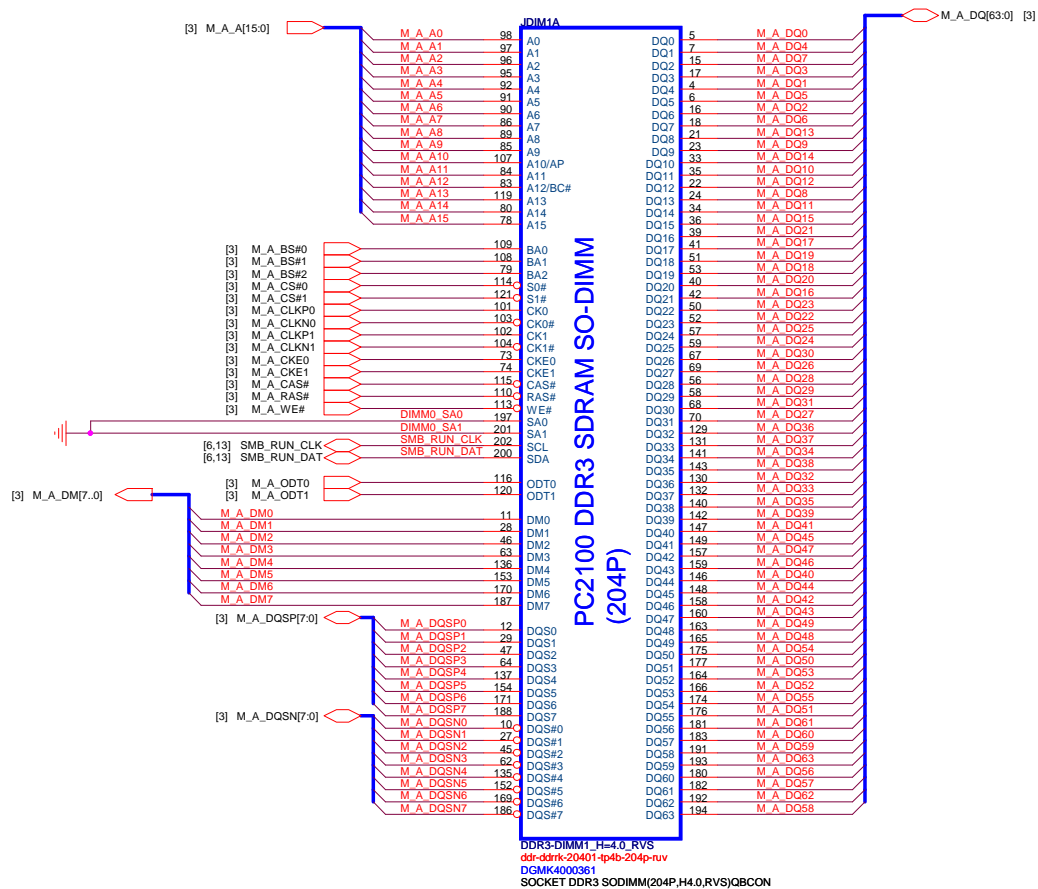 JDIM1A
[3] M_A_A[15:0]
M_A_A0 98 A0
M_A_A1 97 A1
M_A_A2 96 A2
M_A_A3 95 A3
M_A_A4 92 A4
M_A_A5 91 A5
M_A_A6 90 A6
M_A_A7 86 A7
M_A_A8 89 A8
M_A_A9 85 A9
M_A_A10 107 A10/AP
M_A_A11 84 A11
M_A_A12 83 A12/BC#
M_A_A13 119 A13
M_A_A14 80 A14
M_A_A15 78 A15
[3] M_A_BS#0 109 BA0
[3] M_A_BS#1 108 BA1
[3] M_A_BS#2 79 BA2
[3] M_A_CS#0 114 S0#
[3] M_A_CS#1 121 S1#
[3] M_A_CLKP0 101 CK0
[3] M_A_CLKN0 103 CK0#
[3] M_A_CLKP1 102 CK1
[3] M_A_CLKN1 104 CK1#
[3] M_A_CKE0 73 CKE0
[3] M_A_CKE1 74 CKE1
[3] M_A_CAS# 115 CAS#
[3] M_A_RAS# 110 RAS#
[3] M_A_WE# 113 WE#
DIMM0_SA0 197 SA0
DIMM0_SA1 201 SA1
[6,13] SMB_RUN_CLK SMB_RUN_CLK 202 SCL
[6,13] SMB_RUN_DAT SMB_RUN_DAT 200 SDA
[3] M_A_ODT0 116 ODT0
[3] M_A_ODT1 120 ODT1
[3] M_A_DM[7..0]
M_A_DM0 11 DM0
M_A_DM1 28 DM1
M_A_DM2 46 DM2
M_A_DM3 63 DM3
M_A_DM4 136 DM4
M_A_DM5 153 DM5
M_A_DM6 170 DM6
M_A_DM7 187 DM7
[3] M_A_DQSP[7:0]
M_A_DQSP0 12 DQS0
M_A_DQSP1 29 DQS1
M_A_DQSP2 47 DQS2
M_A_DQSP3 64 DQS3
M_A_DQSP4 137 DQS4
M_A_DQSP5 154 DQS5
M_A_DQSP6 171 DQS6
M_A_DQSP7 188 DQS7
[3] M_A_DQSN[7:0]
M_A_DQSN0 10 DQS#0
M_A_DQSN1 27 DQS#1
M_A_DQSN2 45 DQS#2
M_A_DQSN3 62 DQS#3
M_A_DQSN4 135 DQS#4
M_A_DQSN5 152 DQS#5
M_A_DQSN6 169 DQS#6
M_A_DQSN7 186 DQS#7
PC2100 DDR3 SDRAM SO-DIMM
(204P)
M_A_DQ[63:0] [3]
DQ0 5 M_A_DQ0
DQ1 7 M_A_DQ4
DQ2 15 M_A_DQ7
DQ3 17 M_A_DQ3
DQ4 4 M_A_DQ1
DQ5 6 M_A_DQ5
DQ6 16 M_A_DQ2
DQ7 18 M_A_DQ6
DQ8 21 M_A_DQ13
DQ9 23 M_A_DQ9
DQ10 33 M_A_DQ14
DQ11 35 M_A_DQ10
DQ12 22 M_A_DQ12
DQ13 24 M_A_DQ8
DQ14 34 M_A_DQ11
DQ15 36 M_A_DQ15
DQ16 39 M_A_DQ21
DQ17 41 M_A_DQ17
DQ18 51 M_A_DQ19
DQ19 53 M_A_DQ18
DQ20 40 M_A_DQ20
DQ21 42 M_A_DQ16
DQ22 50 M_A_DQ23
DQ23 52 M_A_DQ22
DQ24 57 M_A_DQ25
DQ25 59 M_A_DQ24
DQ26 67 M_A_DQ30
DQ27 69 M_A_DQ26
DQ28 56 M_A_DQ28
DQ29 58 M_A_DQ29
DQ30 68 M_A_DQ31
DQ31 70 M_A_DQ27
DQ32 129 M_A_DQ36
DQ33 131 M_A_DQ37
DQ34 141 M_A_DQ34
DQ35 143 M_A_DQ38
DQ36 130 M_A_DQ32
DQ37 132 M_A_DQ33
DQ38 140 M_A_DQ35
DQ39 142 M_A_DQ39
DQ40 147 M_A_DQ41
DQ41 149 M_A_DQ45
DQ42 157 M_A_DQ47
DQ43 159 M_A_DQ46
DQ44 146 M_A_DQ40
DQ45 148 M_A_DQ44
DQ46 158 M_A_DQ42
DQ47 160 M_A_DQ43
DQ48 163 M_A_DQ49
DQ49 165 M_A_DQ48
DQ50 175 M_A_DQ54
DQ51 177 M_A_DQ50
DQ52 164 M_A_DQ52
DQ53 166 M_A_DQ53
DQ54 174 M_A_DQ55
DQ55 176 M_A_DQ51
DQ56 181 M_A_DQ61
DQ57 183 M_A_DQ60
DQ58 191 M_A_DQ59
DQ59 193 M_A_DQ63
DQ60 180 M_A_DQ56
DQ61 182 M_A_DQ57
DQ62 192 M_A_DQ62
DQ63 194 M_A_DQ58
DDR3-DIMM1_H=4.0_RVS
ddr-ddrrk-20401-tp4b-204p-ruv
DGMK4000361
SOCKET DDR3 SODIMM(204P,H4.0,RVS)QBCON